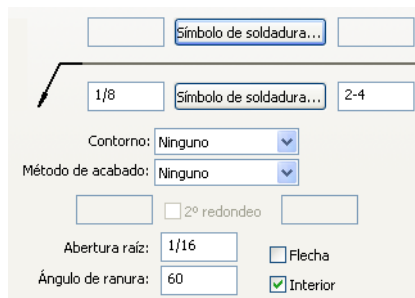 Símbolo de soldadura...
1/8 Símbolo de soldadura... 2-4
Contorno: Ninguno
Método de acabado: Ninguno
2º redondeo
Abertura raíz: 1/16 Flecha
Ángulo de ranura: 60 Interior